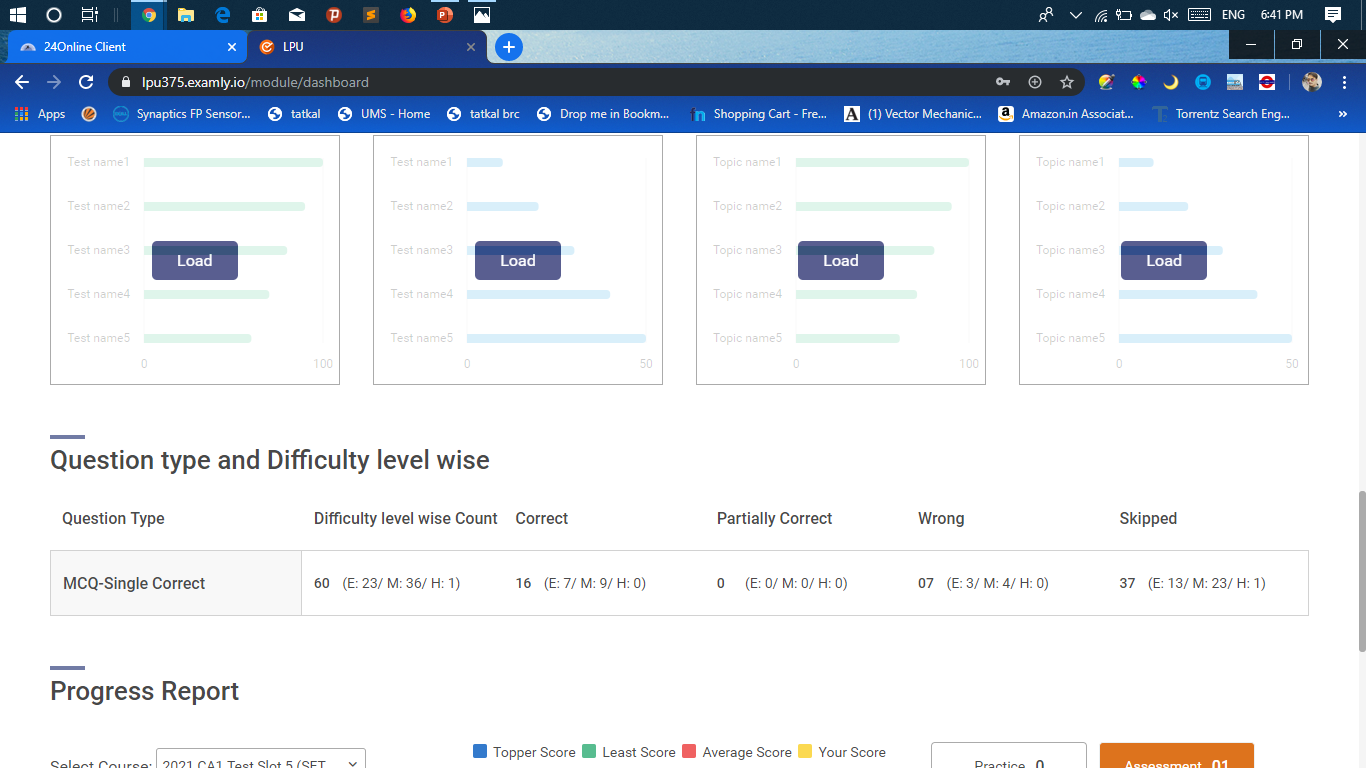 ENG 6:41 PM
24Online Client LPU
lpu375.examly.io/module/dashboard
Apps Synaptics FP Sensor... tatkal UMS - Home tatkal brc Drop me in Bookm... Shopping Cart - Fre... (1) Vector Mechanic... Amazon.in Associat... Torrentz Search Eng... »
Test name1
Test name2
Test name3
Load
Test name4
Test name5
0 100
Test name1
Test name2
Test name3
Load
Test name4
Test name5
0 50
Topic name1
Topic name2
Topic name3
Load
Topic name4
Topic name5
0 100
Topic name1
Topic name2
Topic name3
Load
Topic name4
Topic name5
0 50
Question type and Difficulty level wise
Question Type Difficulty level wise Count Correct Partially Correct Wrong Skipped
MCQ-Single Correct 60 (E: 23/ M: 36/ H: 1) 16 (E: 7/ M: 9/ H: 0) 0 (E: 0/ M: 0/ H: 0) 07 (E: 3/ M: 4/ H: 0) 37 (E: 13/ M: 23/ H: 1)
Progress Report
Topper Score Least Score Average Score Your Score
Select Course: 2021 CA1 Test Slot 5 (SET Practice 0 Assessment 01